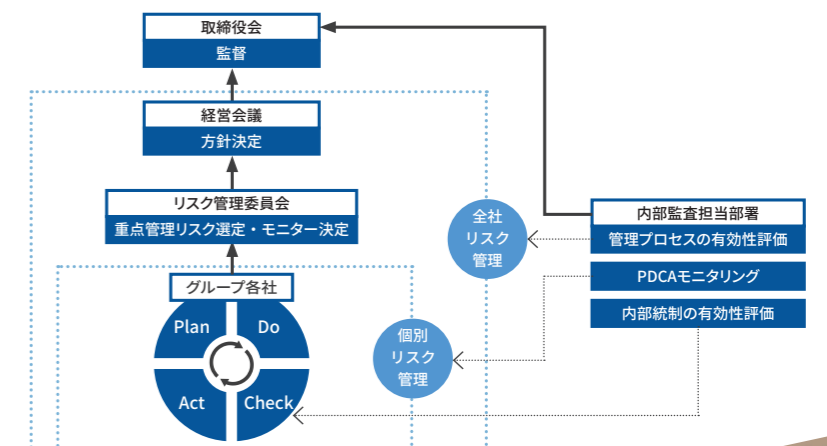 取締役会
監督
経営会議
方針決定
リスク管理委員会
重点管理リスク選定・モニター決定
グループ各社
Plan
Do
Act
Check
全社
リスク
管理
個別
リスク
管理
内部監査担当部署
管理プロセスの有効性評価
PDCAモニタリング
内部統制の有効性評価